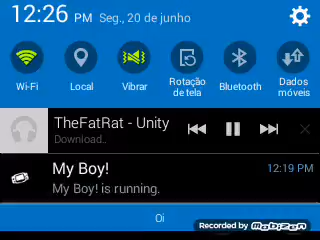 12:26 PM Seg., 20 de junho
Wi-Fi
Local
Vibrar
Rotação
de tela
Bluetooth
Dados
móveis
TheFatRat - Unity
Download..
My Boy!
12:19 PM
My Boy! is running.
Oi
Recorded by Mobizen